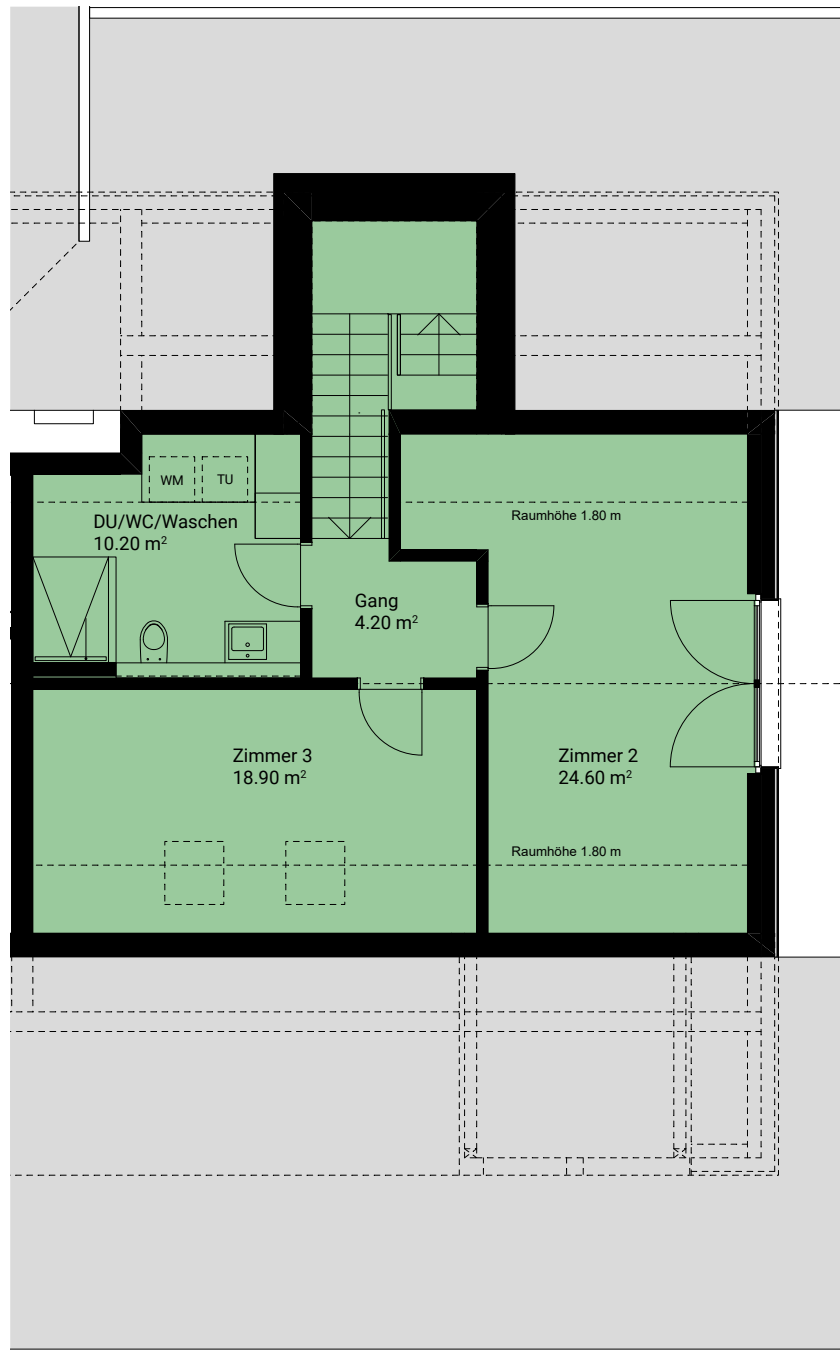 WM
TU
DU/WC/Waschen
10.20 m²
Raumhöhe 1.80 m
Gang
4.20 m²
Zimmer 3
18.90 m²
Zimmer 2
24.60 m²
Raumhöhe 1.80 m